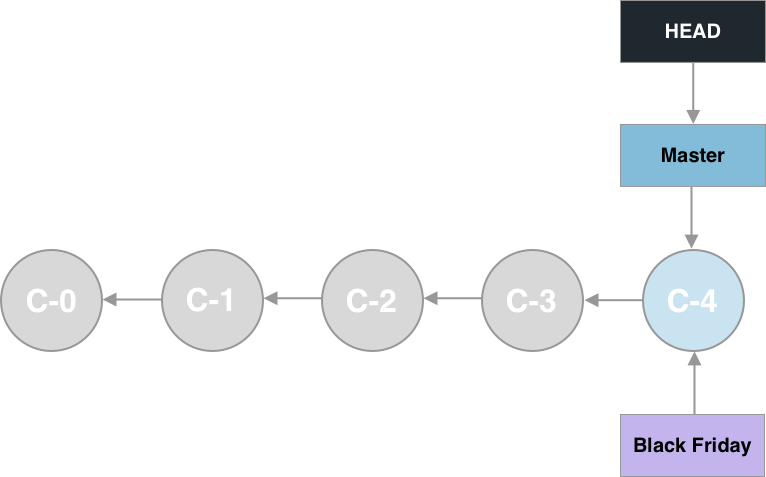 HEAD
Master
C-0
C-1
C-2
C-3
C-4
Black Friday